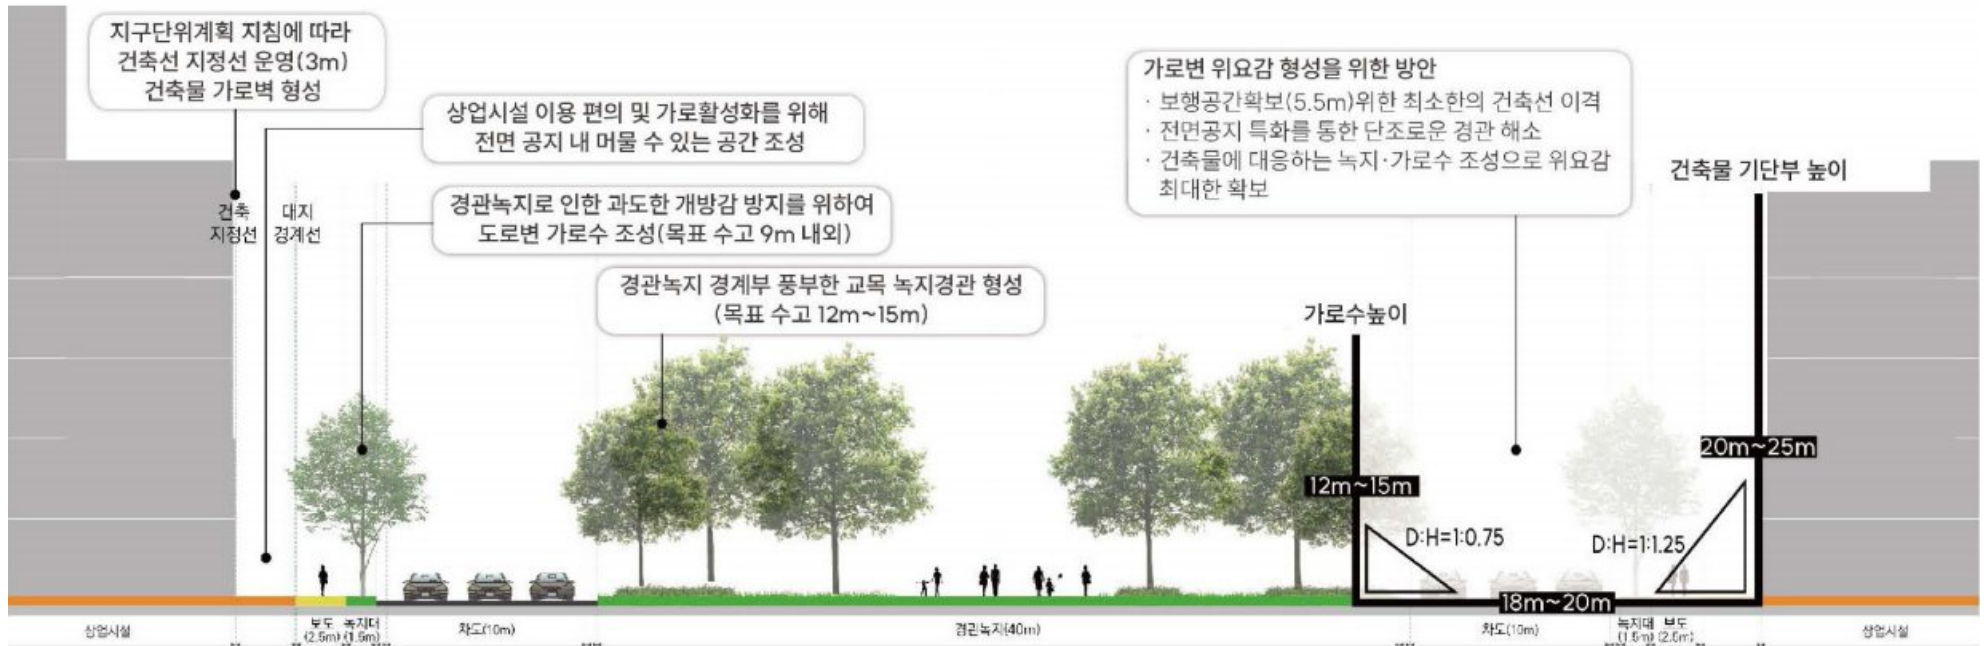 지구단위계획 지침에 따라
건축선 지정선 운영(3m)
건축물 가로벽 형성
상업시설 이용 편의 및 가로활성화를 위해
전면 공지 내 머물 수 있는 공간 조성
가로변 위요감 형성을 위한 방안
· 보행공간확보(5.5m)위한 최소한의 건축선 이격
· 전면공지 특화를 통한 단조로운 경관 해소
· 건축물에 대응하는 녹지·가로수 조성으로 위요감
최대한 확보
건축물 기단부 높이
건축
지정선
대지
경계선
경관녹지로 인한 과도한 개방감 방지를 위하여
도로변 가로수 조성(목표 수고 9m 내외)
경관녹지 경계부 풍부한 교목 녹지경관 형성
(목표 수고 12m~15m)
가로수높이
20m~25m
12m~15m
D:H=1:0.75
D:H=1:1.25
18m~20m
상업시설
보도
(2.5m)
녹지대
(1.5m)
차도(10m)
경관녹지(40m)
차도(10m)
녹지대
(1.5m)
보도
(2.5m)
상업시설